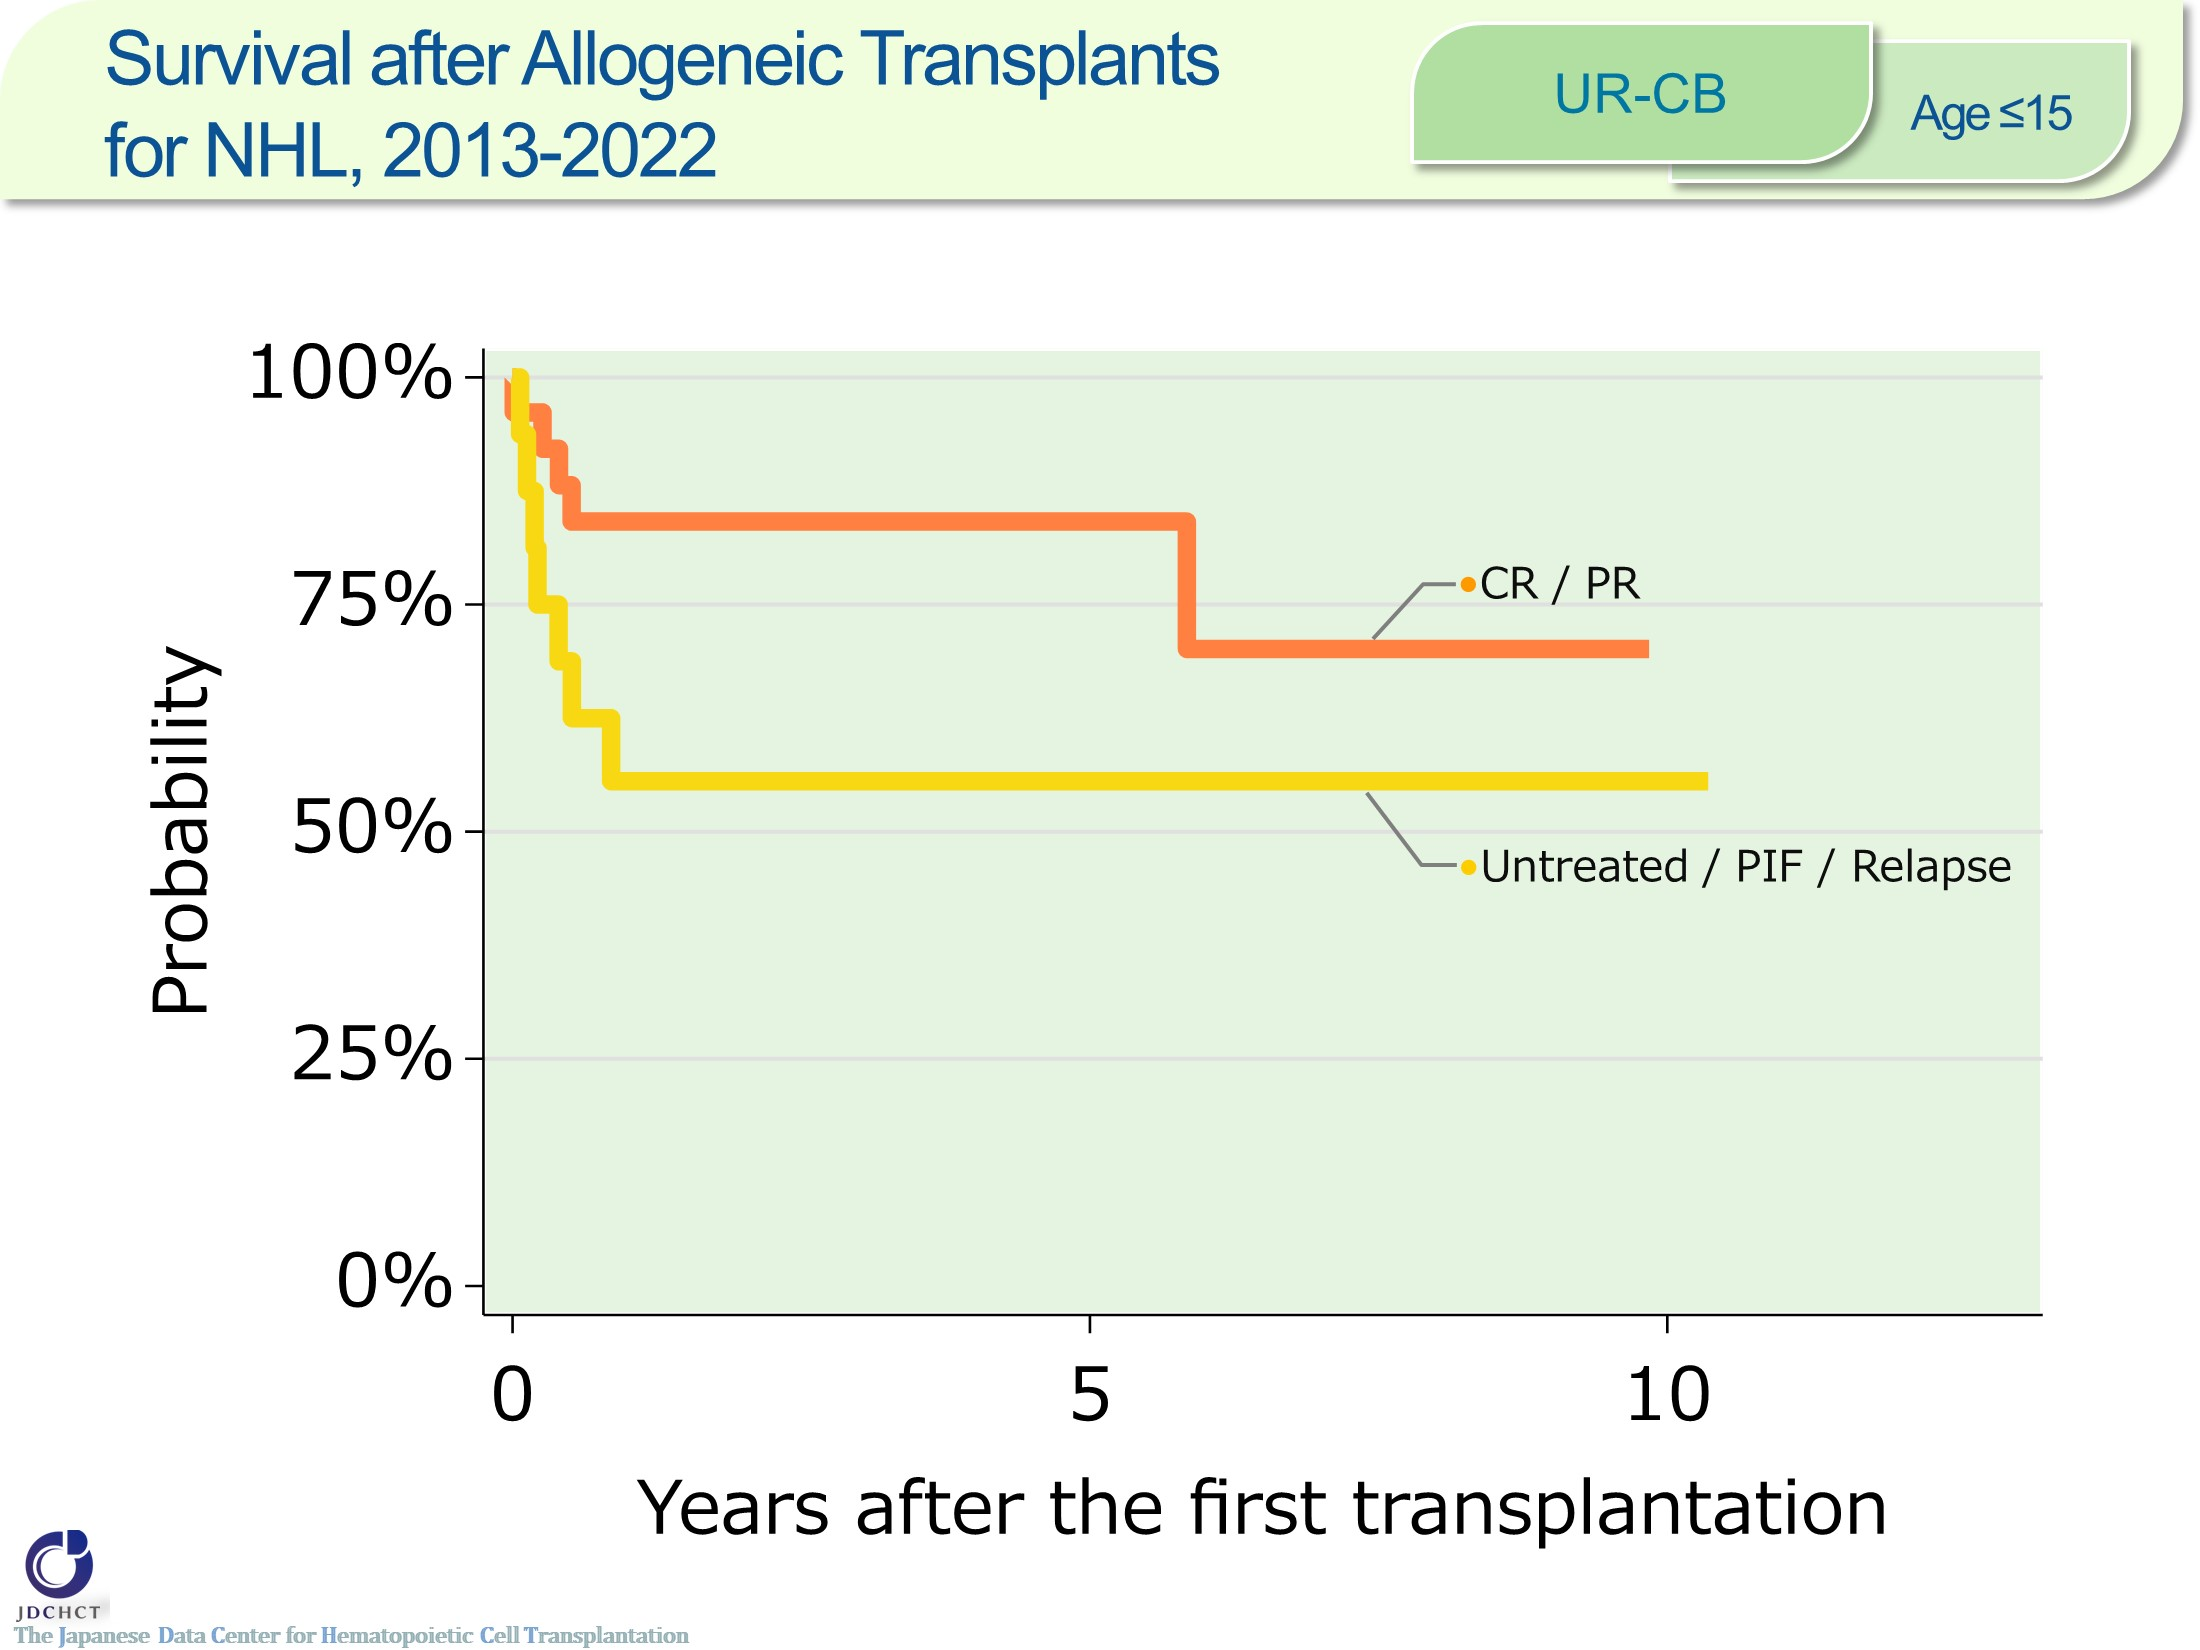 Survival after Allogeneic Transplants
for NHL, 2013-2022
UR-CB
Age ≤15
100%
75%
50%
25%
0%
Probability
CR / PR
Untreated / PIF / Relapse
0
5
10
Years after the first transplantation
JDCHCT
The Japanese Data Center for Hematopoietic Cell Transplantation